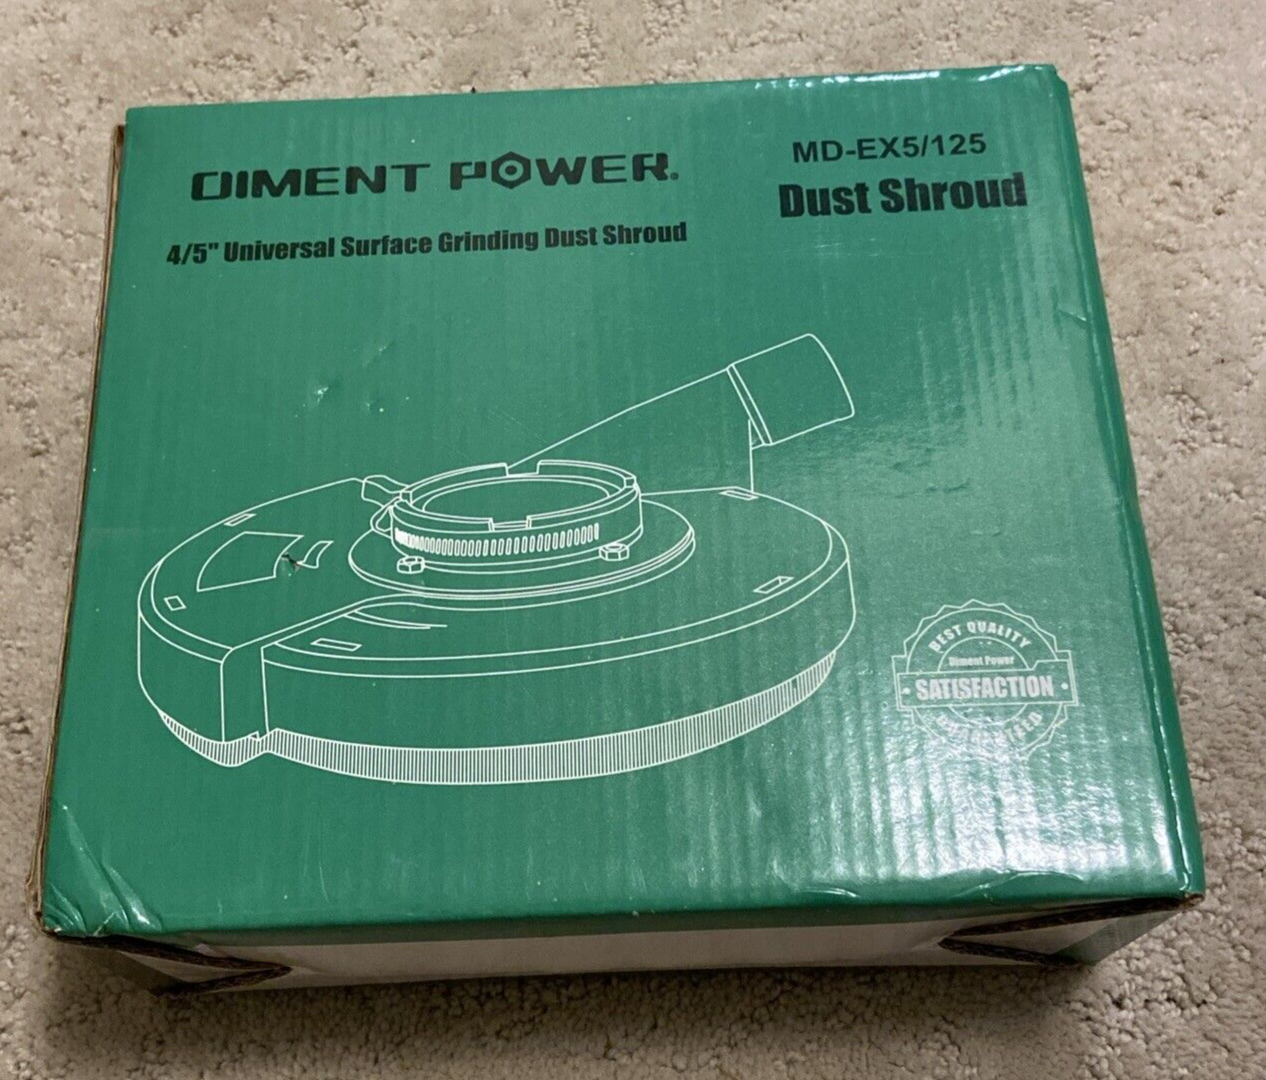 DIMENT POWER.
MD-EX5/125
Dust Shroud
4/5" Universal Surface Grinding Dust Shroud
BEST QUALITY
Diment Power
SATISFACTION